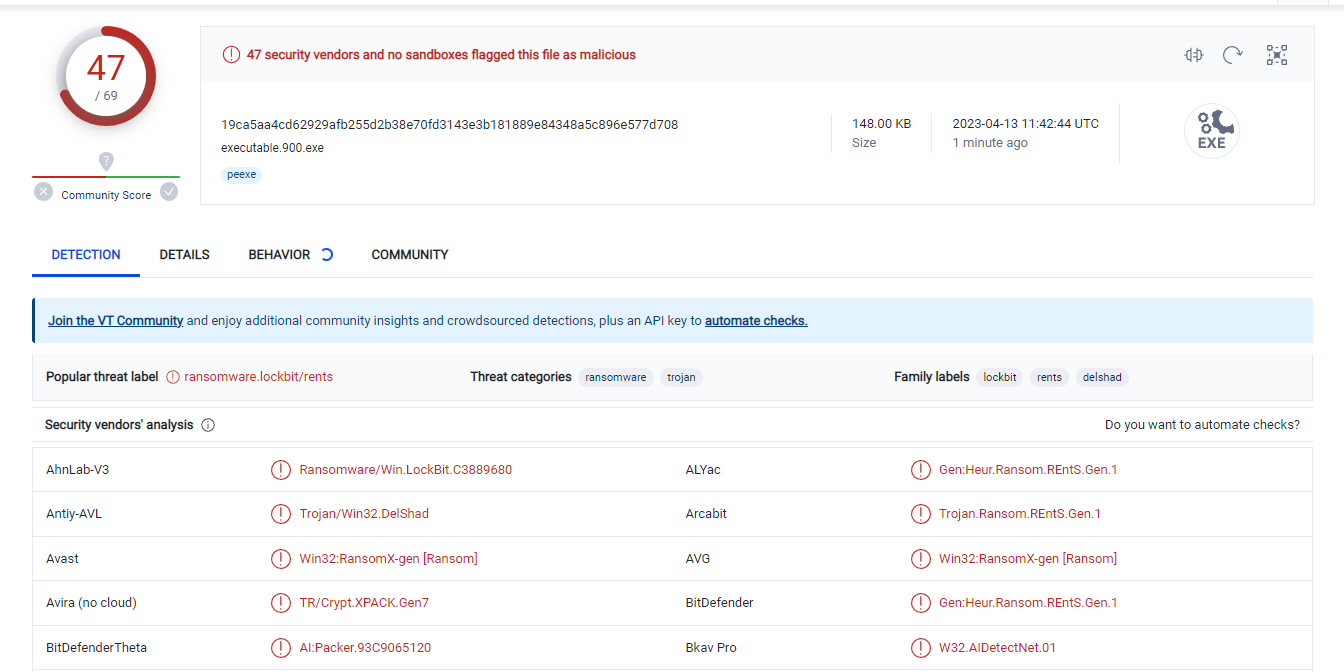 47
/ 69
?
Community Score
47 security vendors and no sandboxes flagged this file as malicious
19ca5aa4cd62929afb255d2b38e70fd3143e3b181889e84348a5c896e577d708
executable.900.exe
peexe
148.00 KB
Size
2023-04-13 11:42:44 UTC
1 minute ago
EXE
DETECTION DETAILS BEHAVIOR COMMUNITY
Join the VT Community and enjoy additional community insights and crowdsourced detections, plus an API key to automate checks.
Popular threat label ransomware.lockbit/rents Threat categories ransomware trojan Family labels lockbit rents delshad
Security vendors' analysis Do you want to automate checks?
AhnLab-V3 Ransomware/Win.LockBit.C3889680 ALYac Gen:Heur.Ransom.REntS.Gen.1
Antiy-AVL Trojan/Win32.DelShad Arcabit Trojan.Ransom.REntS.Gen.1
Avast Win32:RansomX-gen [Ransom] AVG Win32:RansomX-gen [Ransom]
Avira (no cloud) TR/Crypt.XPACK.Gen7 BitDefender Gen:Heur.Ransom.REntS.Gen.1
BitDefenderTheta AI:Packer.93C9065120 Bkav Pro W32.AIDetectNet.01